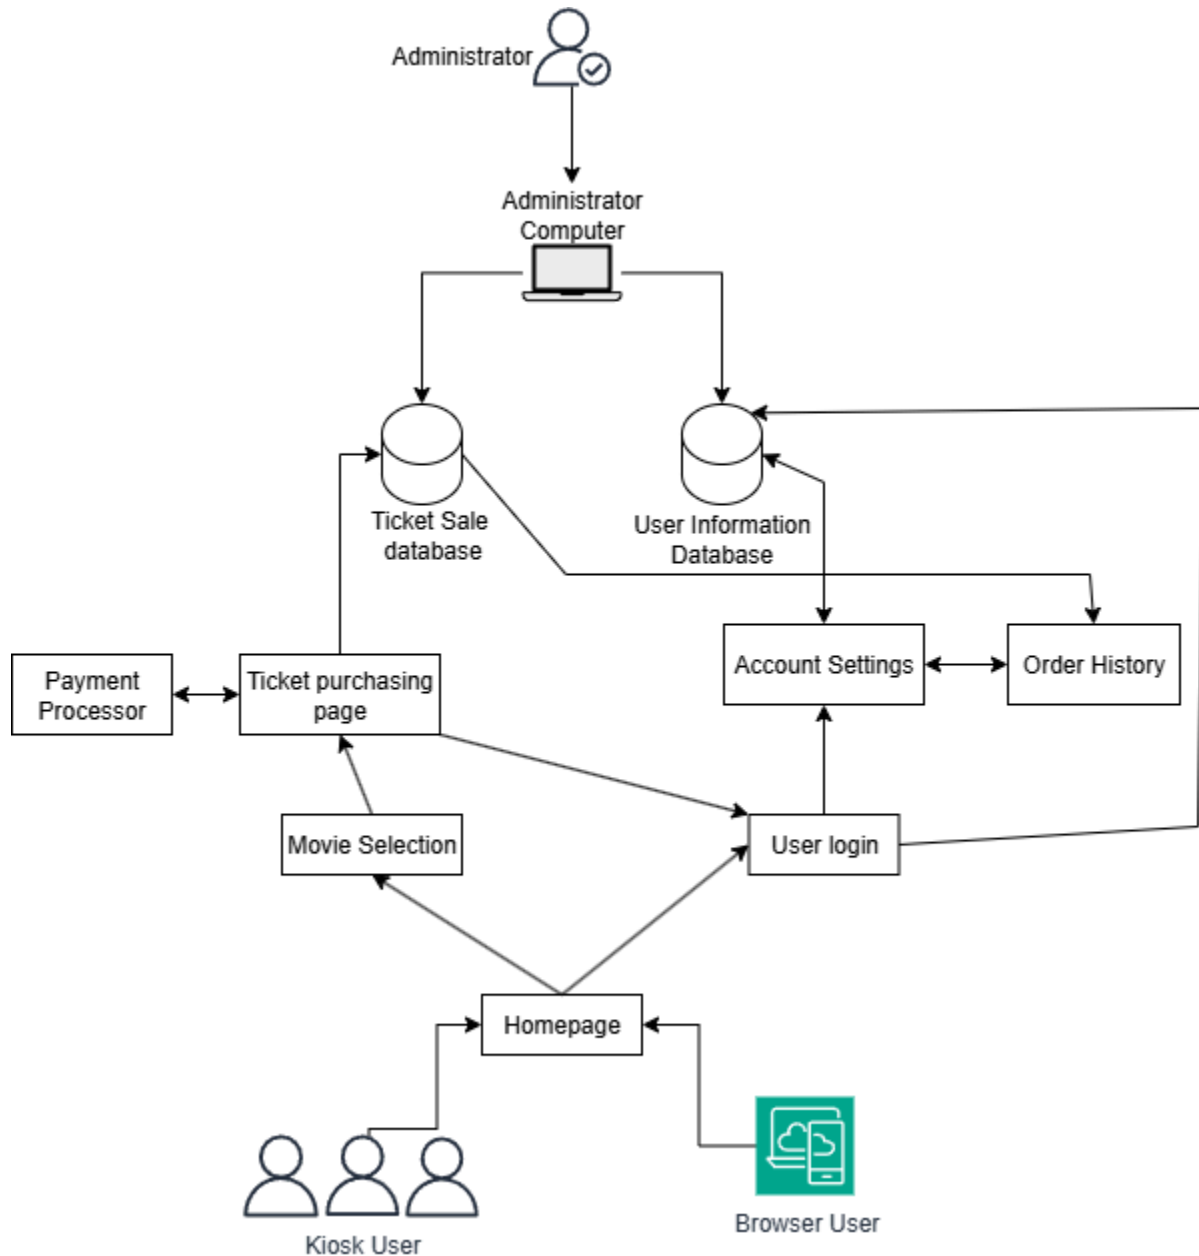 Administrator
Administrator
Computer
Ticket Sale
database
User Information
Database
Payment
Processor
Ticket purchasing
page
Account Settings
Order History
Movie Selection
User login
Homepage
Kiosk User
Browser User